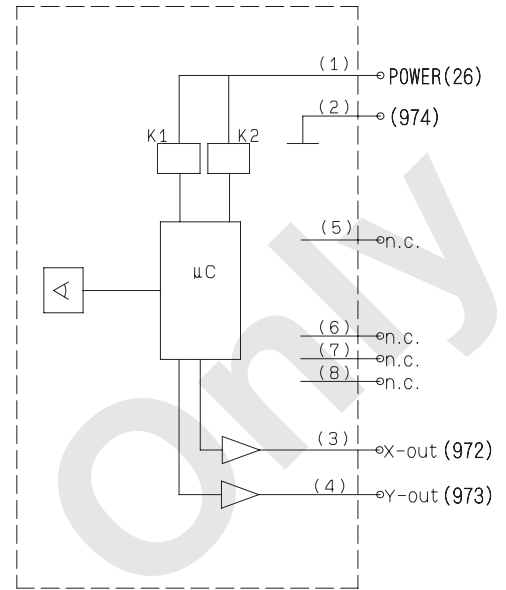 (1) POWER(26)
(2) (974)
K1 K2
(5) n.c.
μC
A
(6) n.c.
(7) n.c.
(8) n.c.
(3) X-out (972)
(4) Y-out (973)
Only